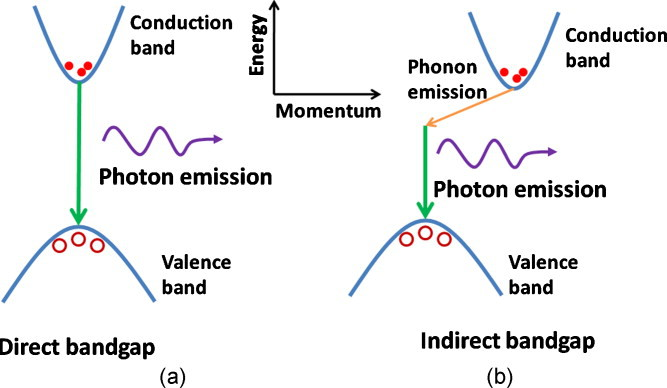 Conduction
band
Energy
Momentum
Photon emission
Valence
band
Direct bandgap
(a)
Conduction
band
Phonon
emission
Photon emission
Valence
band
Indirect bandgap
(b)